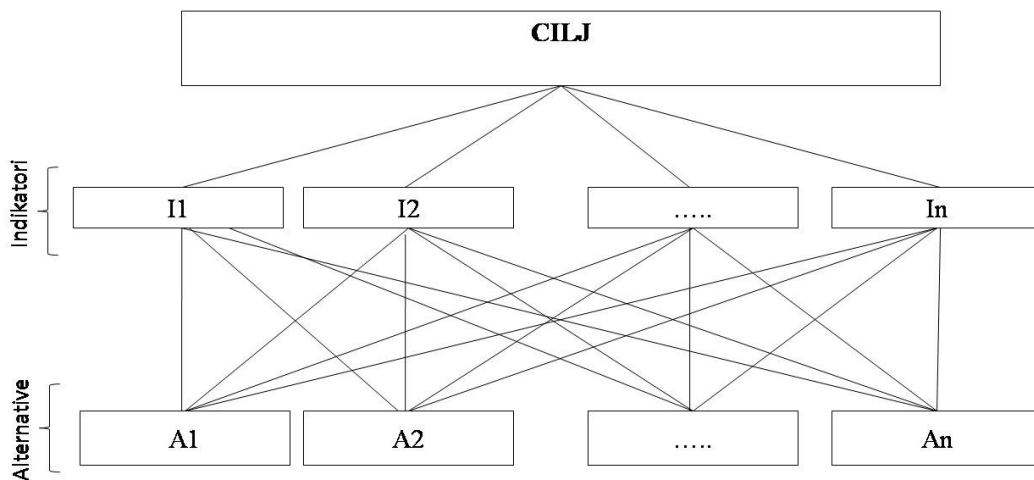 CILJ
Indikatori
I1
I2
.....
In
Alternative
A1
A2
.....
An